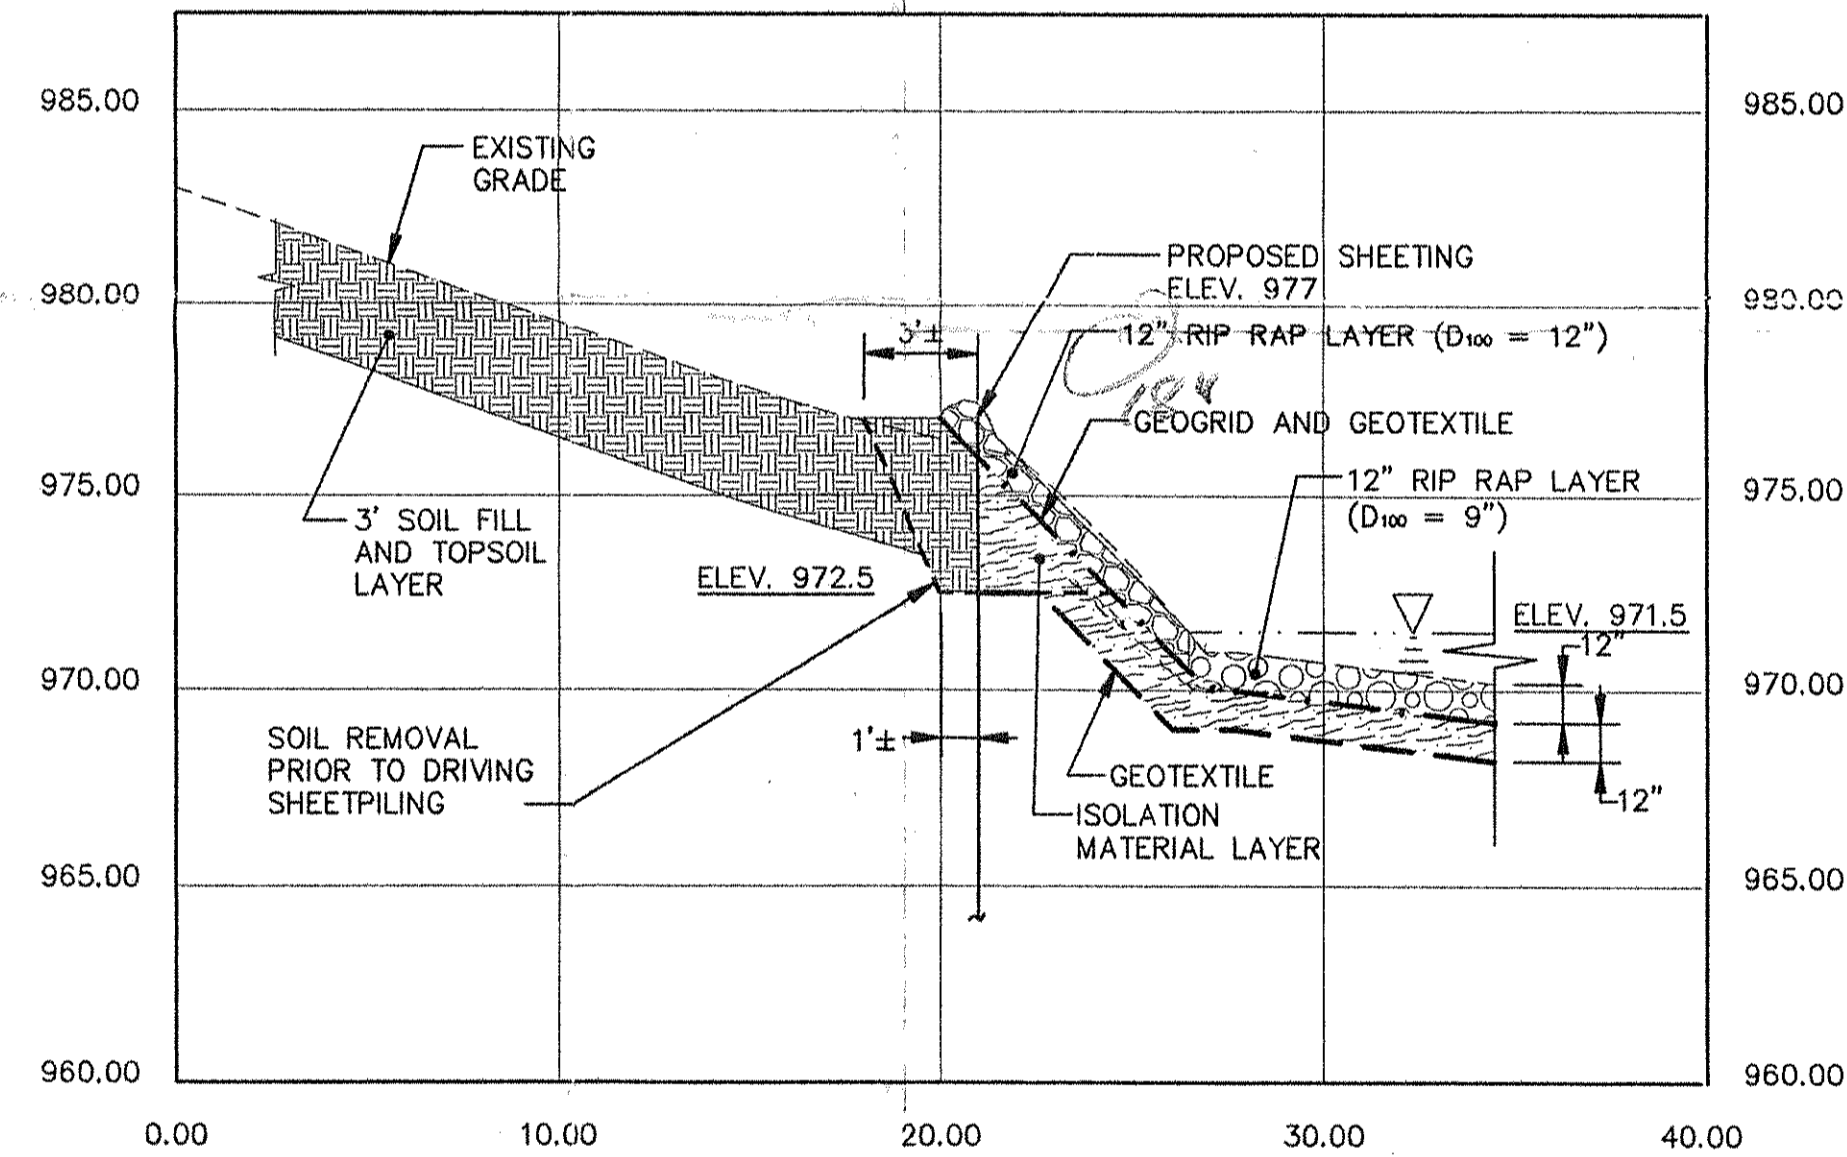 985.00
985.00
EXISTING
GRADE
PROPOSED SHEETING
ELEV. 977
980.00
980.00
3'±
12" RIP RAP LAYER (D₁₀₀ = 12")
18"
GEOGRID AND GEOTEXTILE
12" RIP RAP LAYER
(D₁₀₀ = 9")
975.00
975.00
3' SOIL FILL
AND TOPSOIL
LAYER
ELEV. 972.5
ELEV. 971.5
12"
970.00
970.00
SOIL REMOVAL
PRIOR TO DRIVING
SHEETPILING
1'±
GEOTEXTILE
12"
ISOLATION
MATERIAL LAYER
965.00
965.00
960.00
960.00
0.00
10.00
20.00
30.00
40.00